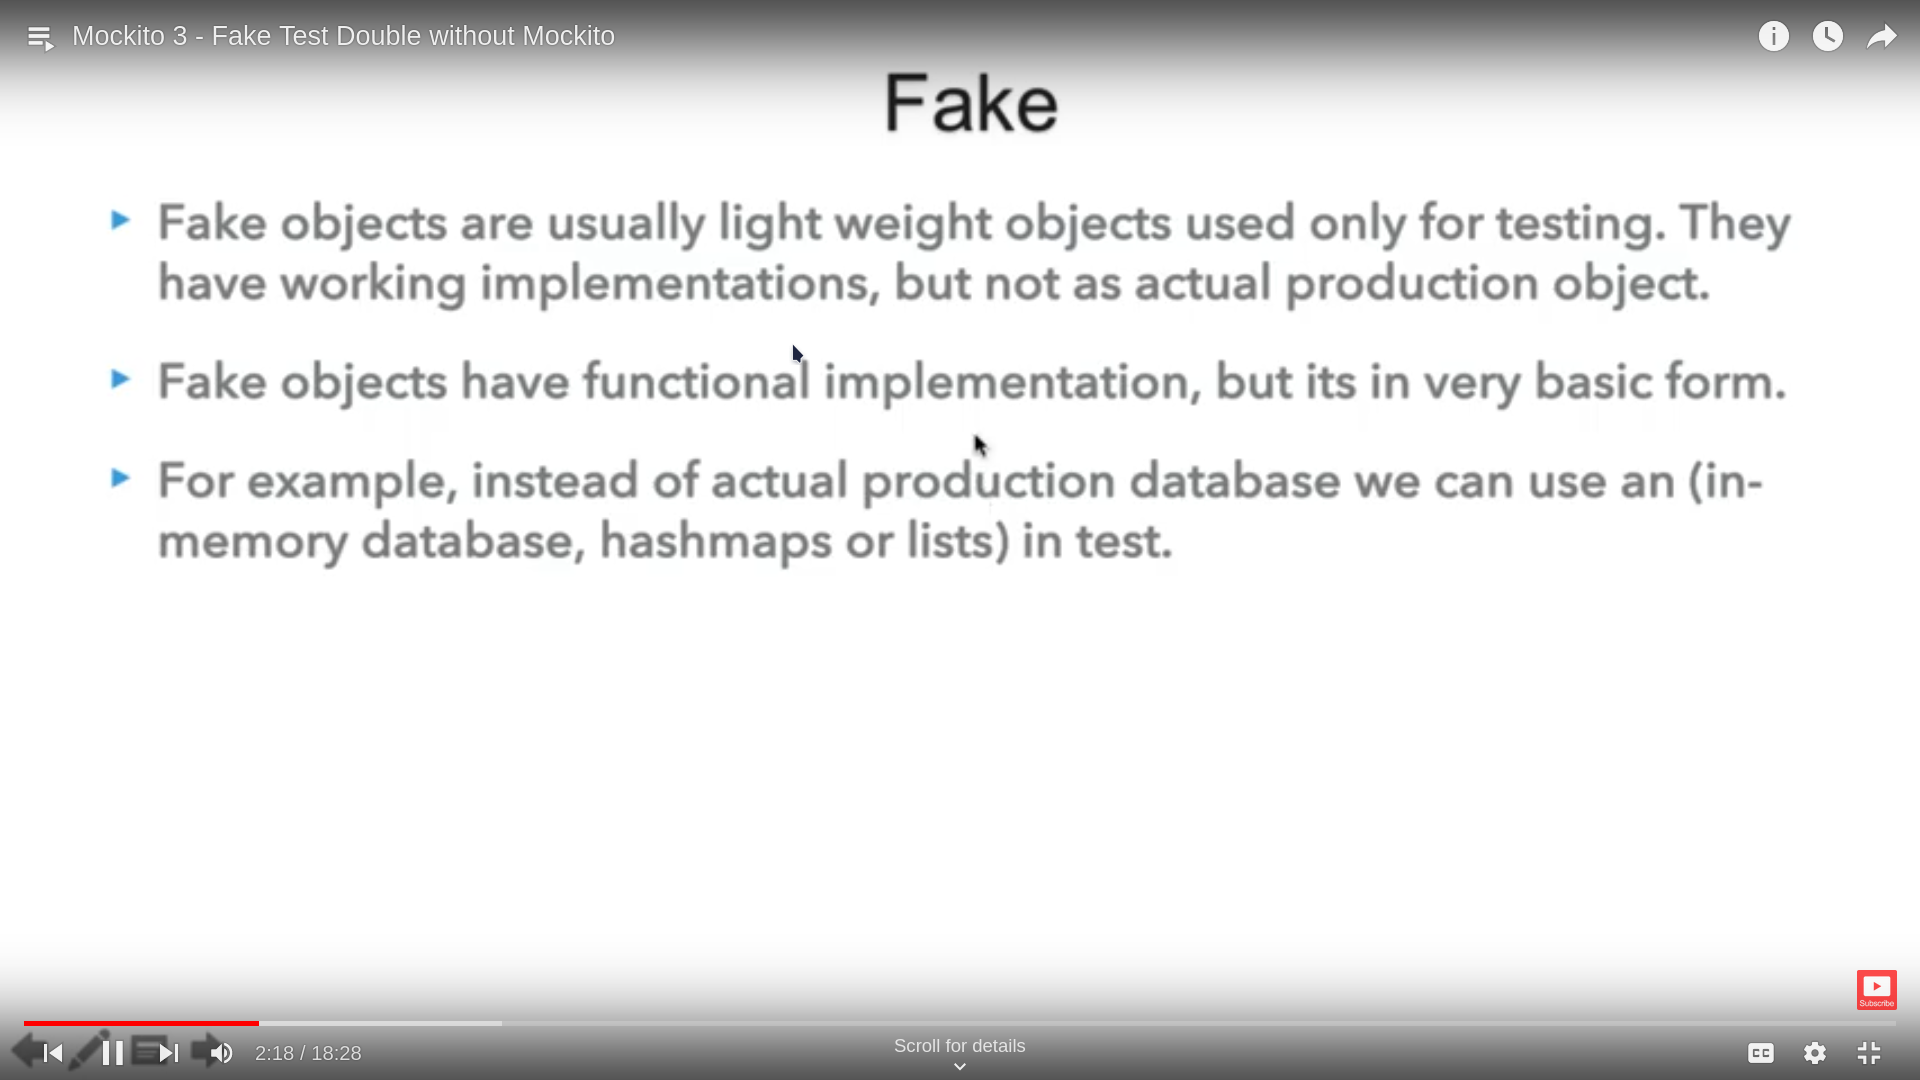 Mockito 3 - Fake Test Double without Mockito
Fake
Fake objects are usually light weight objects used only for testing. They
have working implementations, but not as actual production object.
Fake objects have functional implementation, but its in very basic form.
For example, instead of actual production database we can use an (in-
memory database, hashmaps or lists) in test.
Subscribe
2:18 / 18:28
Scroll for details
CC